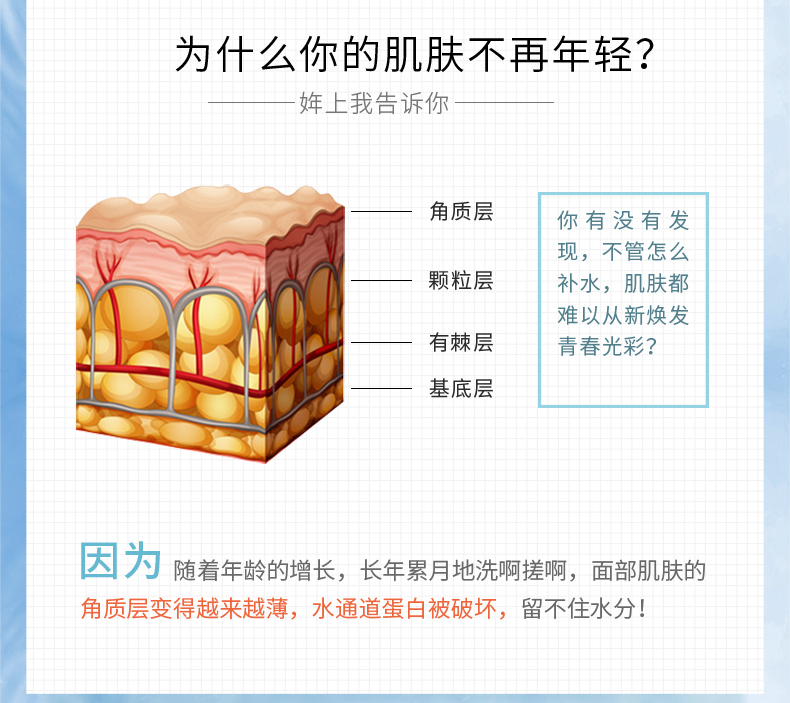 为什么你的肌肤不再年轻?
姩上我告诉你
角质层
颗粒层
有棘层
基底层
你有没有发
现，不管怎么
补水，肌肤都
难以从新焕发
青春光彩?
因为 随着年龄的增长，长年累月地洗啊搓啊，面部肌肤的
角质层变得越来越薄，水通道蛋白被破坏，留不住水分!